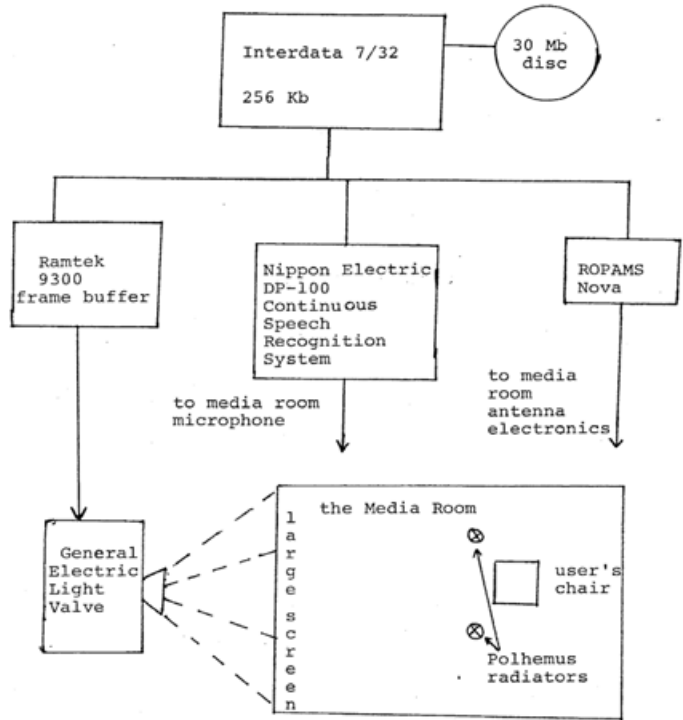 Interdata 7/32
256 Kb
30 Mb
disc
Ramtek
9300
frame buffer
Nippon Electric
DP-100
Continuous
Speech
Recognition
System
ROPAMS
Nova
to media room
microphone
to media
room
antenna
electronics
General
Electric
Light
Valve
large screen
the Media Room
user's
chair
Polhemus
radiators